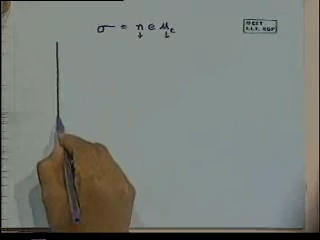 σ = n e μe
↓ ↓